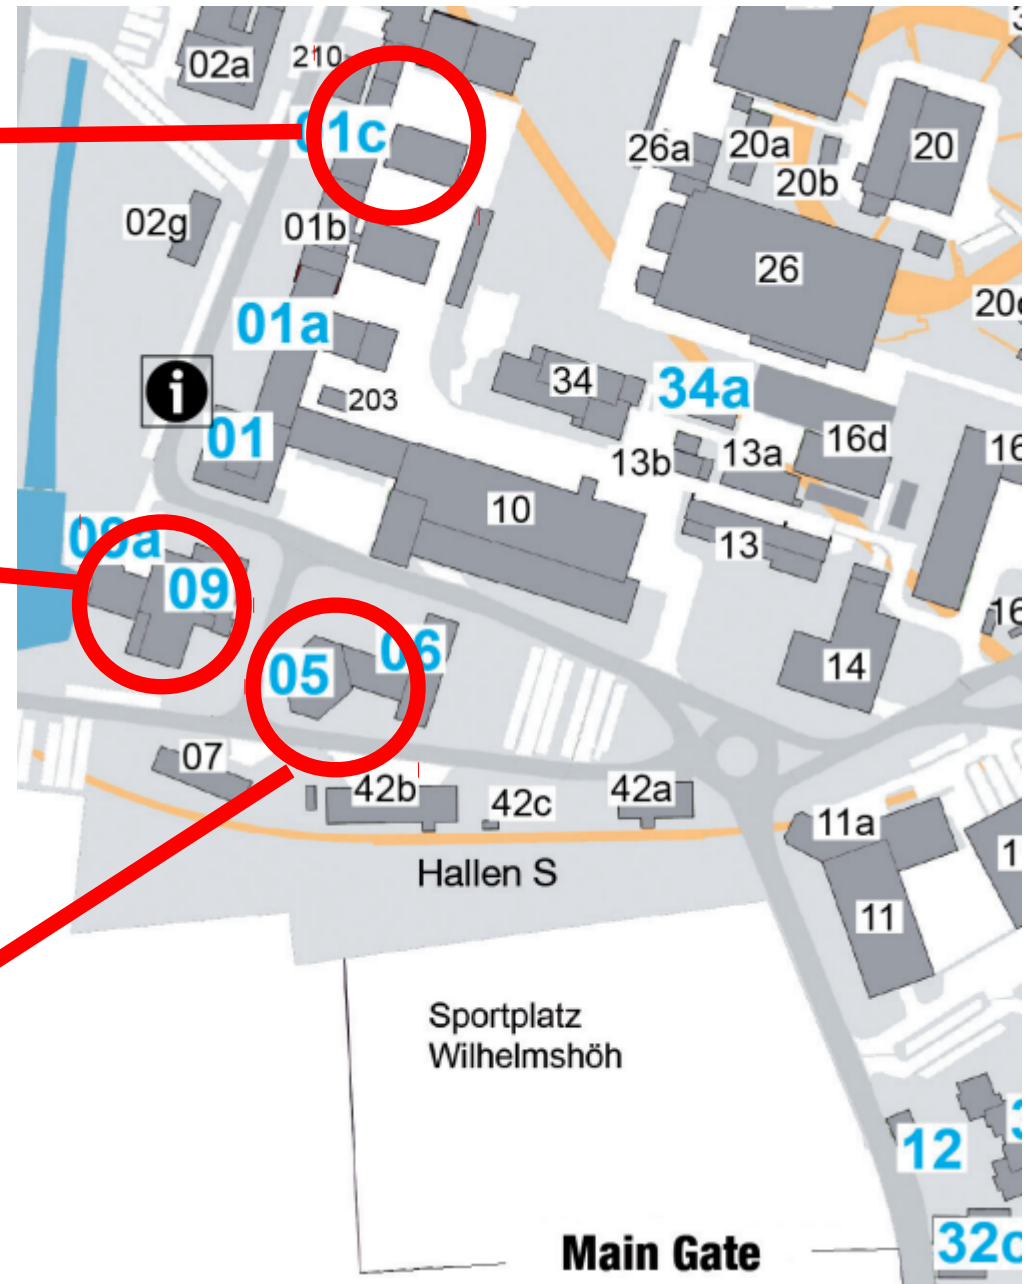 02a
210
01c
02g
01b
26a
20a
20b
20
26
01a
i
203
01
34
34a
13b
13a
16d
10
13
09a
09
05
06
14
07
42b
42c
42a
11a
11
Hallen S
Sportplatz
Wilhelmshöh
12
Main Gate